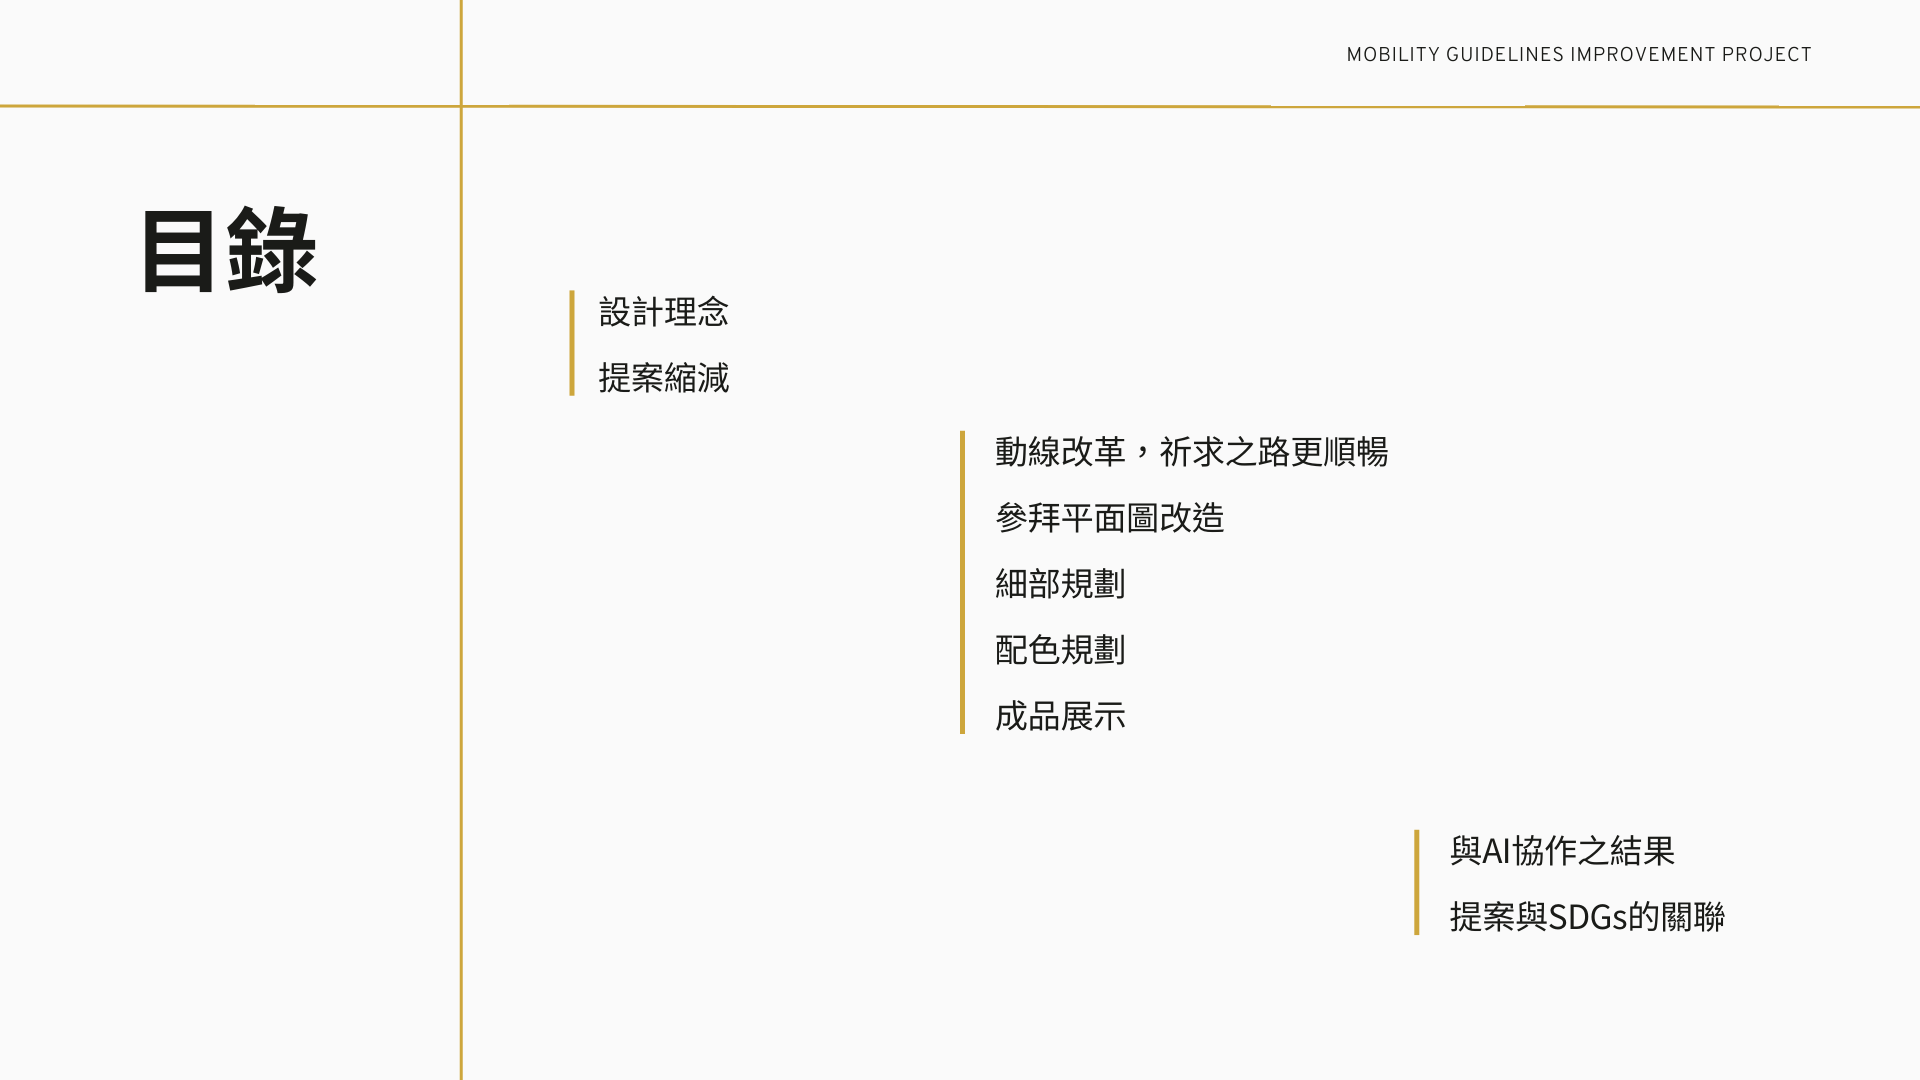 MOBILITY GUIDELINES IMPROVEMENT PROJECT
目錄
設計理念
提案縮減
動線改革，祈求之路更順暢
參拜平面圖改造
細部規劃
配色規劃
成品展示
與AI協作之結果
提案與SDGs的關聯